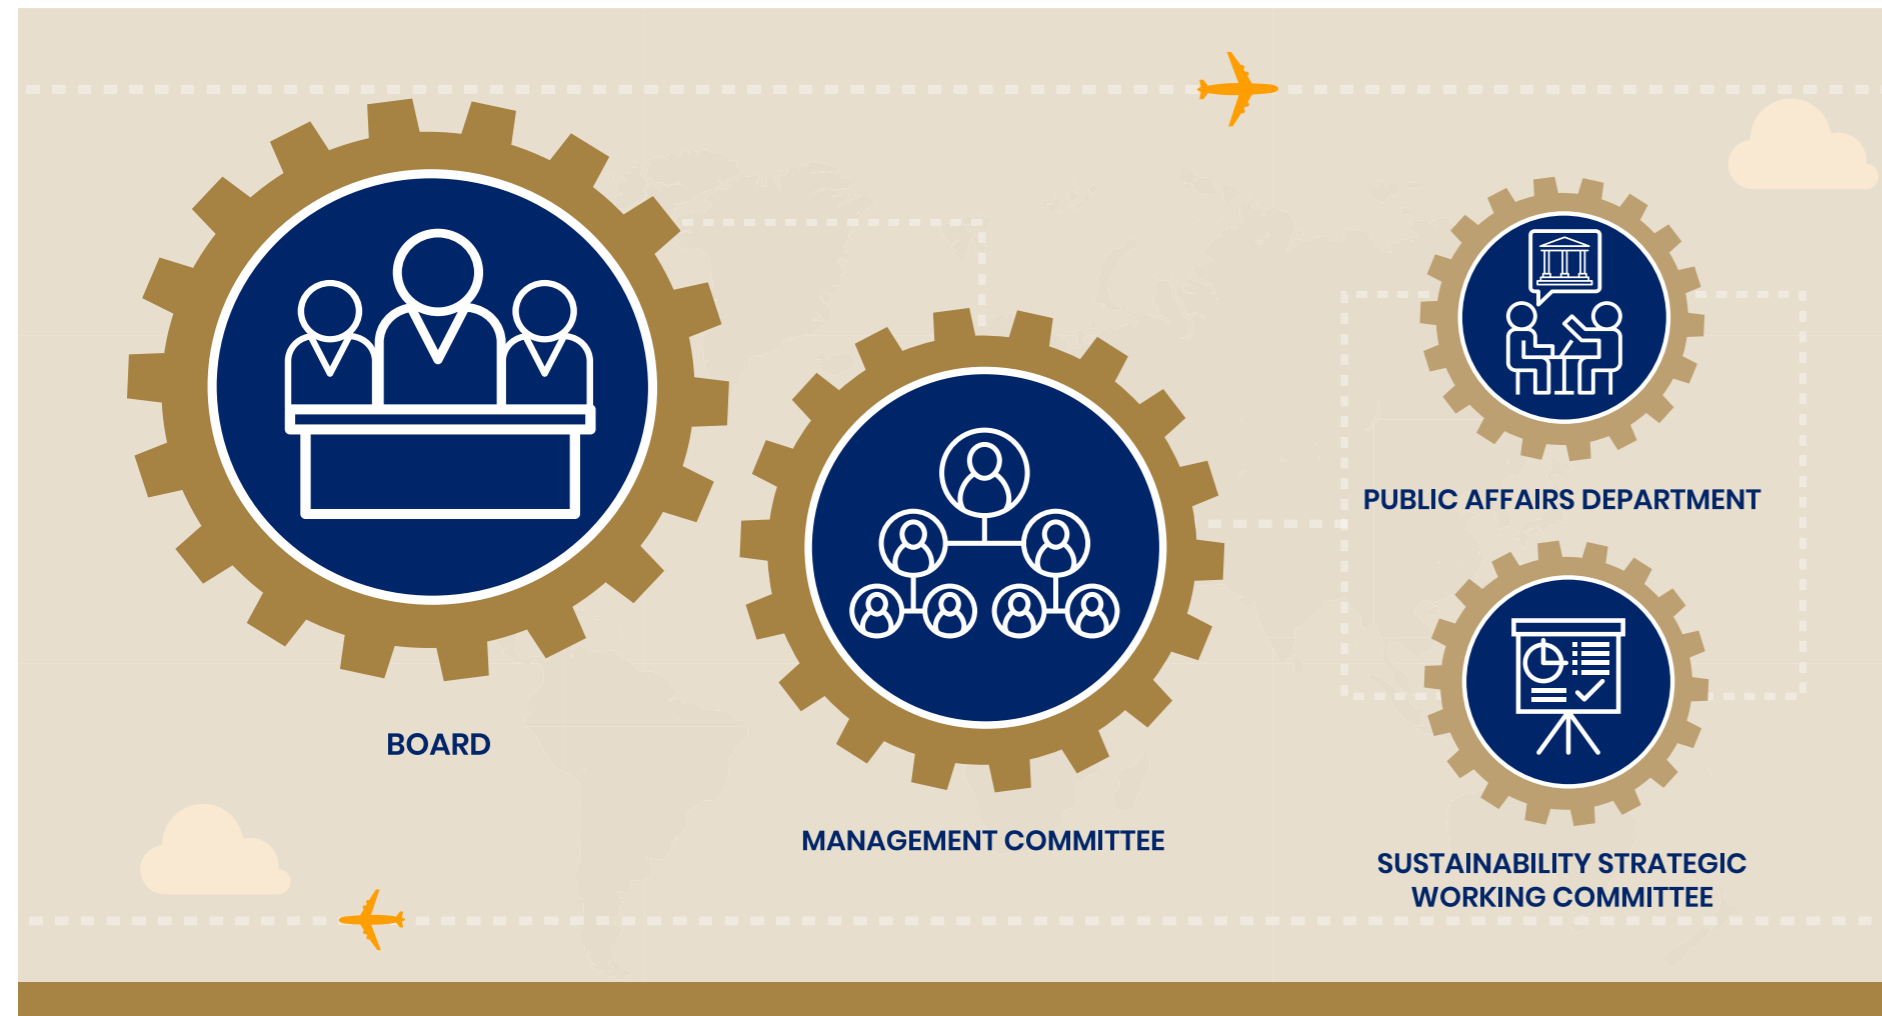 BOARD
MANAGEMENT COMMITTEE
PUBLIC AFFAIRS DEPARTMENT
SUSTAINABILITY STRATEGIC
WORKING COMMITTEE